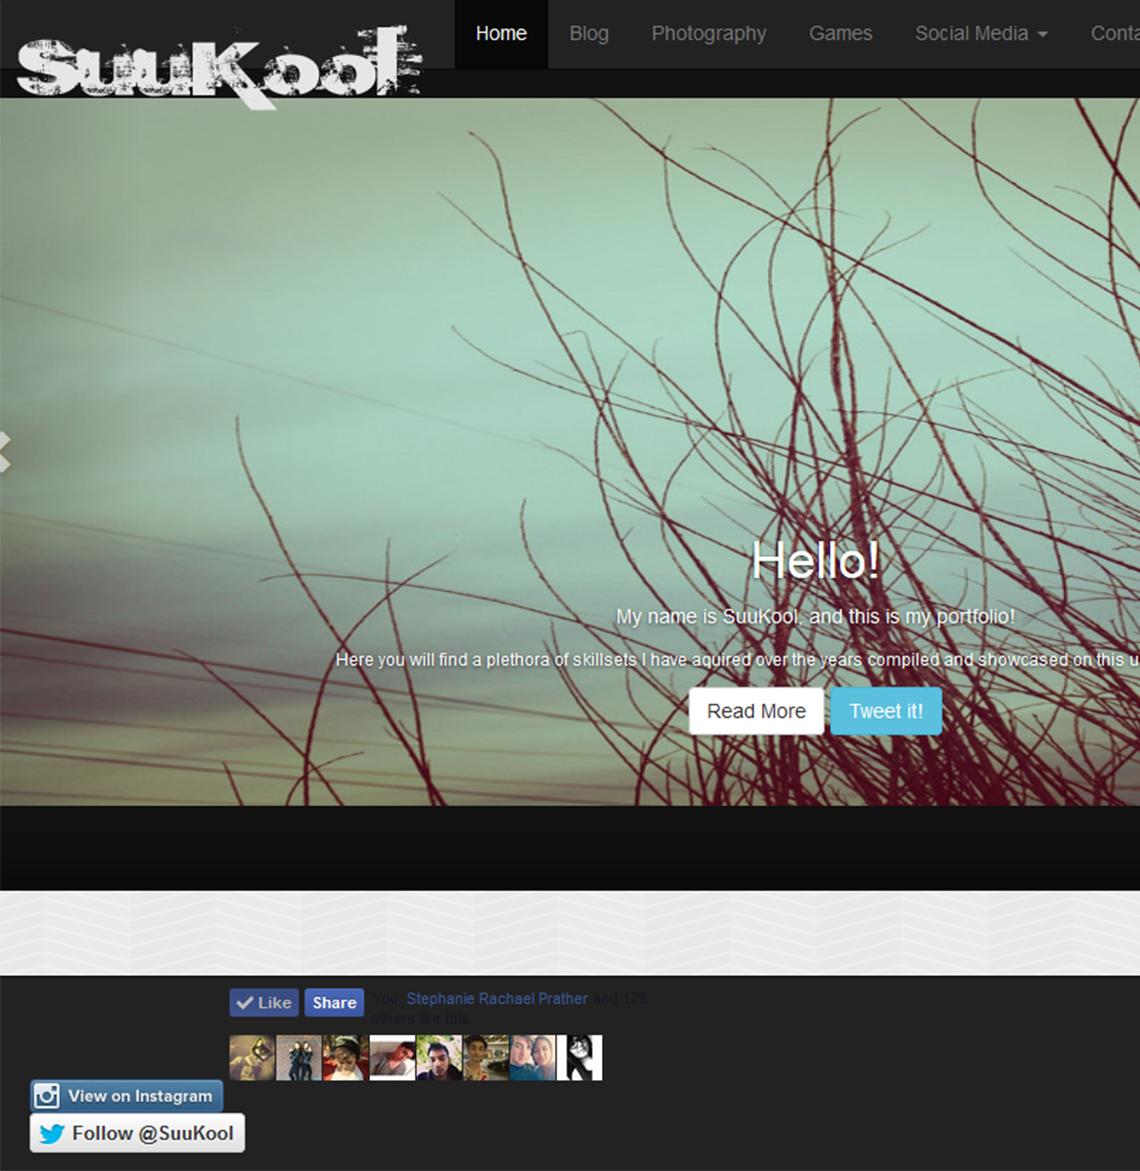 SuuKool
Home Blog Photography Games Social Media
Hello!
My name is SuuKool, and this is my portfolio!
Here you will find a plethora of skillsets I have aquired over the years compiled and showcased on this
Read More Tweet it!
Like Share You, Stephanie Rachael Prather and 126
others like this.
View on Instagram
Follow @SuuKool